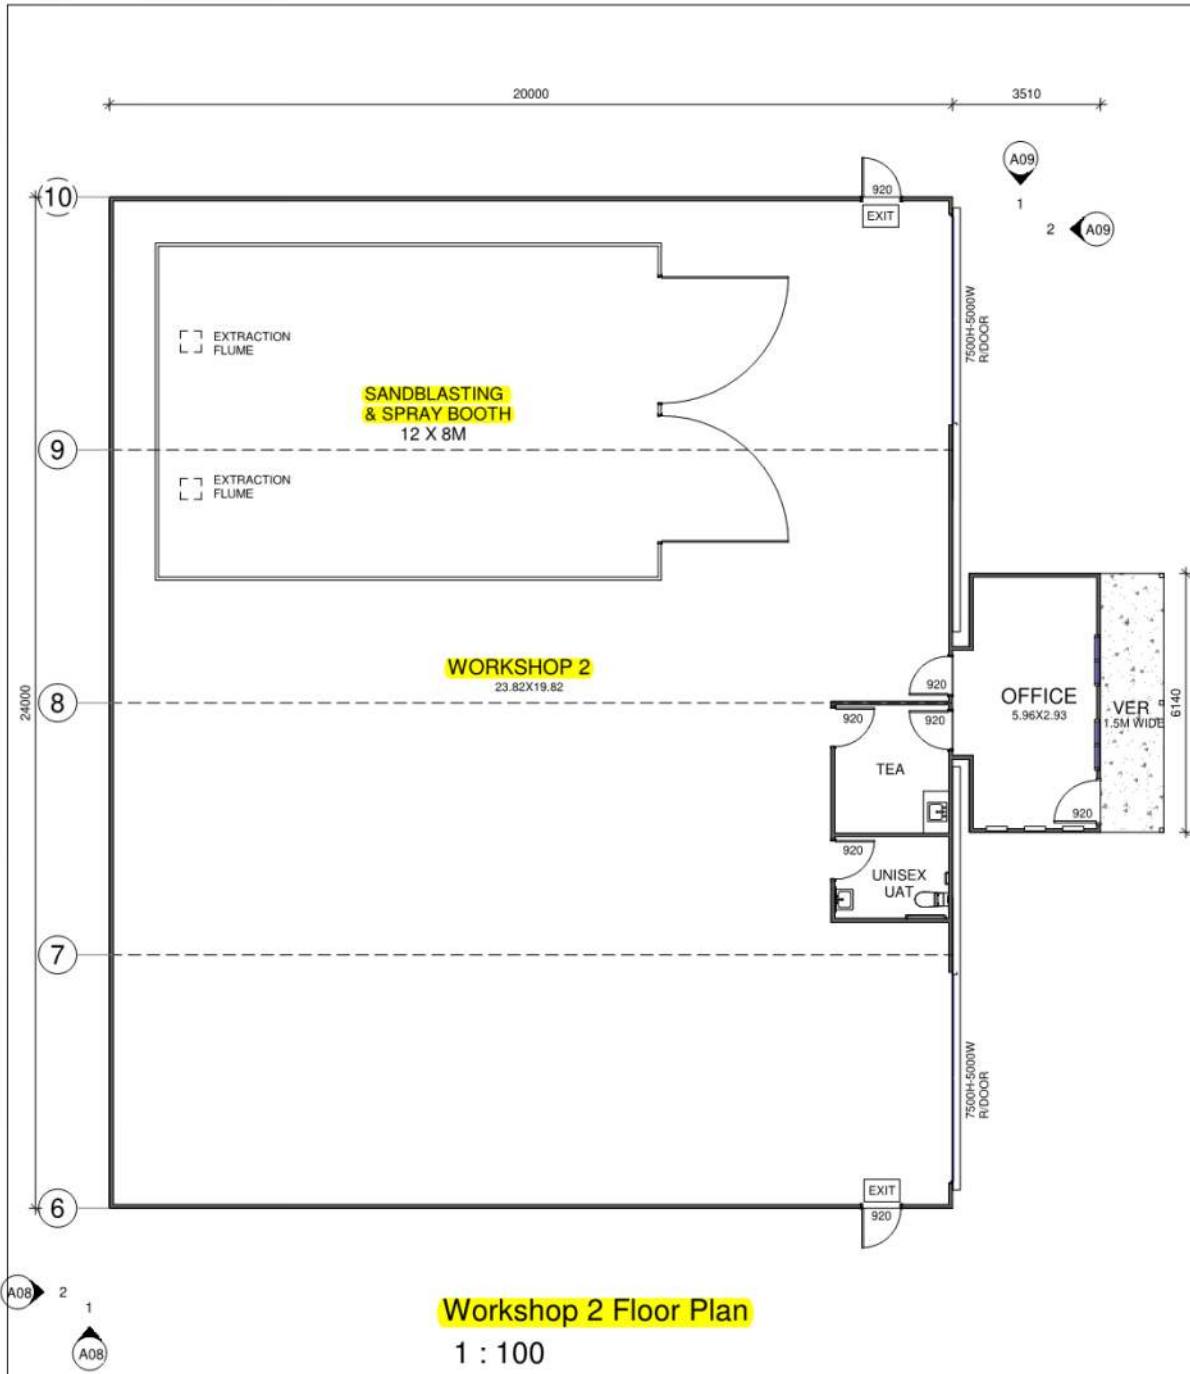 20000
3510
10
920
EXIT
A09
1
2
A09
7500H-5000W
R/DOOR
EXTRACTION
FLUME
SANDBLASTING
& SPRAY BOOTH
12 X 8M
9
EXTRACTION
FLUME
24000
WORKSHOP 2
23.82X19.82
8
920
OFFICE
5.96X2.93
VER
1.5M WIDE
6140
920
920
TEA
920
920
UNISEX
UAT
7
7500H-5000W
R/DOOR
6
EXIT
920
A08
2
1
A08
Workshop 2 Floor Plan
1 : 100